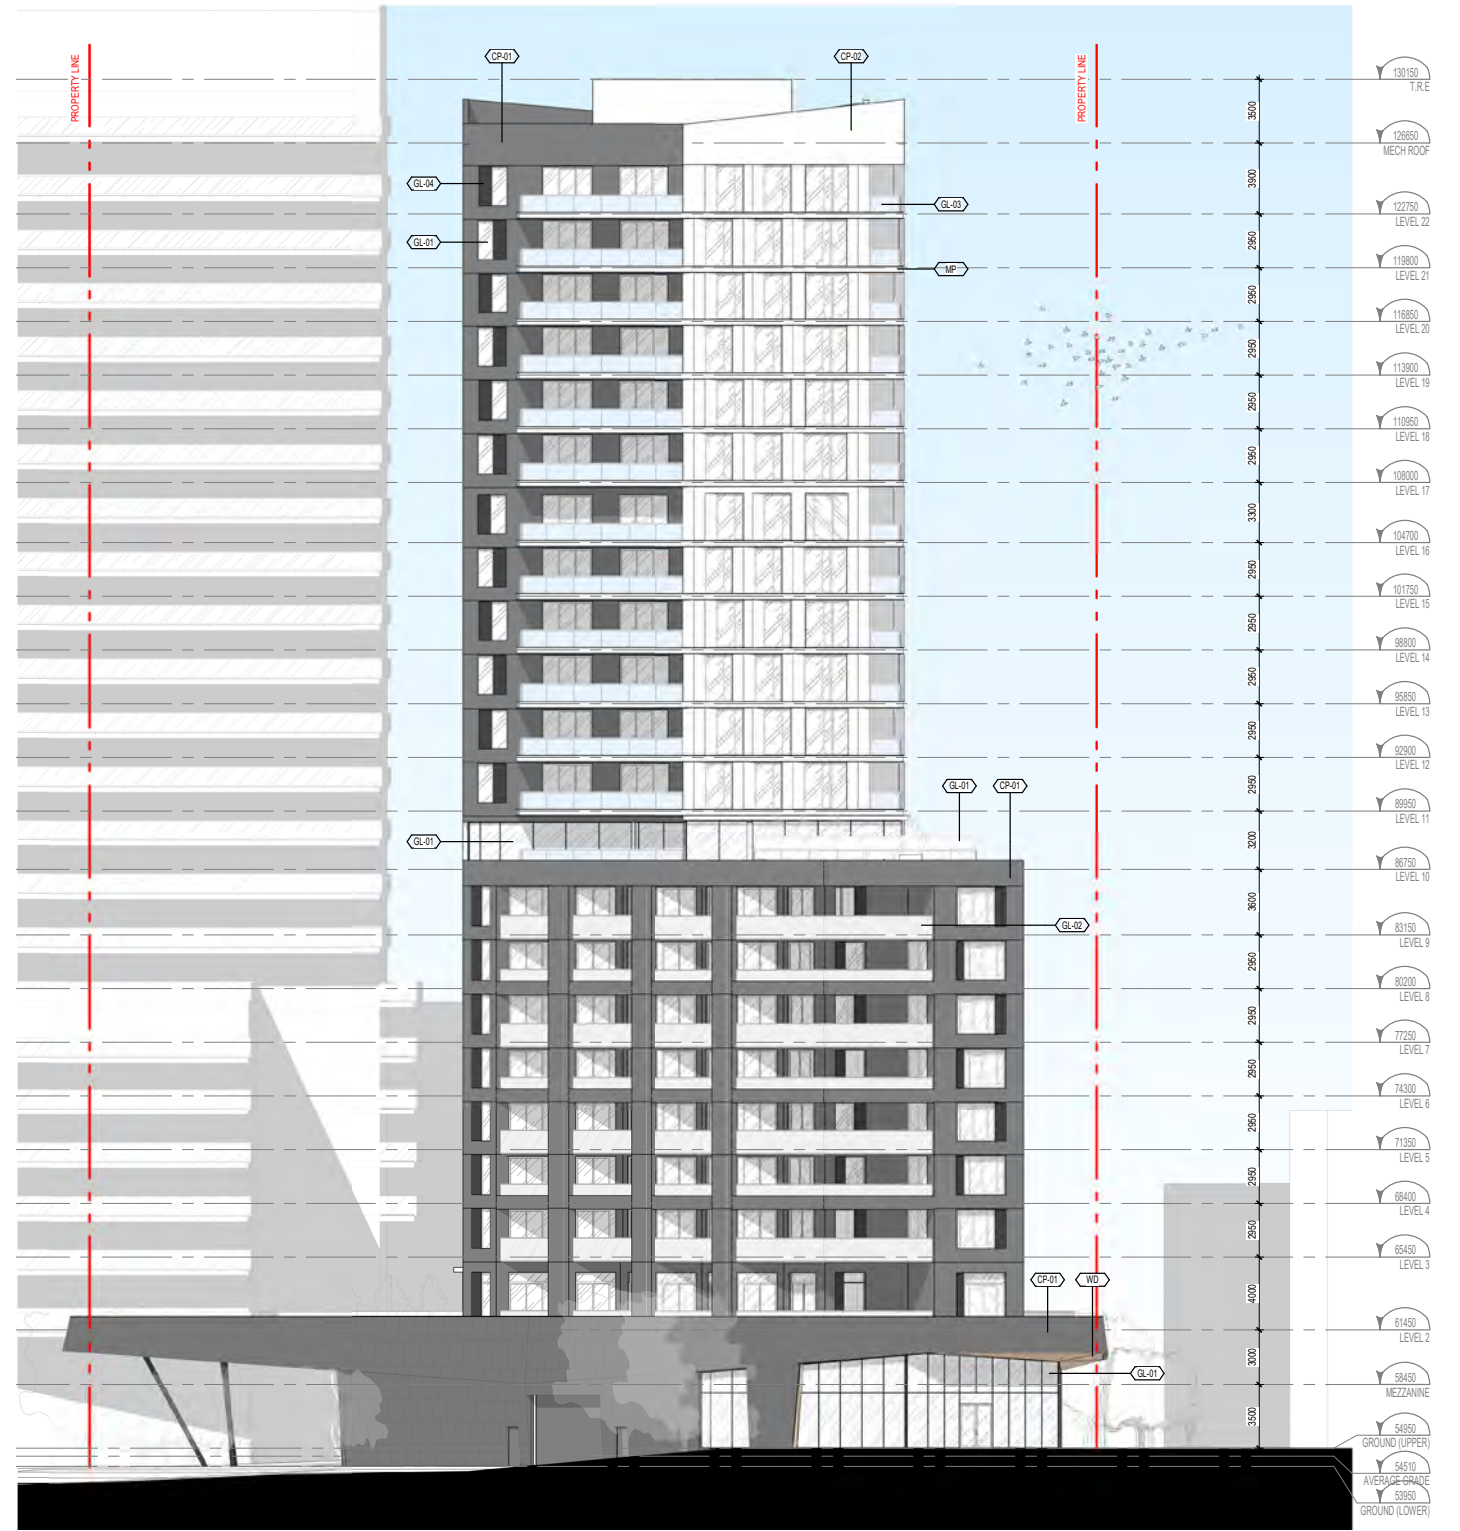 PROPERTY LINE
CP-01
CP-02
PROPERTY LINE
130150
T.R.E
3500
126650
MECH ROOF
GL-04
3900
GL-03
122750
LEVEL 22
GL-01
2950
MP
119800
LEVEL 21
2950
116850
LEVEL 20
2950
113900
LEVEL 19
2950
110950
LEVEL 18
2950
108000
LEVEL 17
3300
104700
LEVEL 16
2950
101750
LEVEL 15
2950
98800
LEVEL 14
2950
95850
LEVEL 13
2950
92900
LEVEL 12
2950
GL-01
CP-01
89950
LEVEL 11
GL-01
3200
86750
LEVEL 10
3600
GL-02
83150
LEVEL 9
2950
80200
LEVEL 8
2950
77250
LEVEL 7
2950
74300
LEVEL 6
2950
71350
LEVEL 5
2950
68400
LEVEL 4
2950
65450
LEVEL 3
CP-01
WD
4000
61450
LEVEL 2
3000
GL-01
58450
MEZZANINE
3500
54950
GROUND (UPPER)
54510
AVERAGE GRADE
53950
GROUND (LOWER)